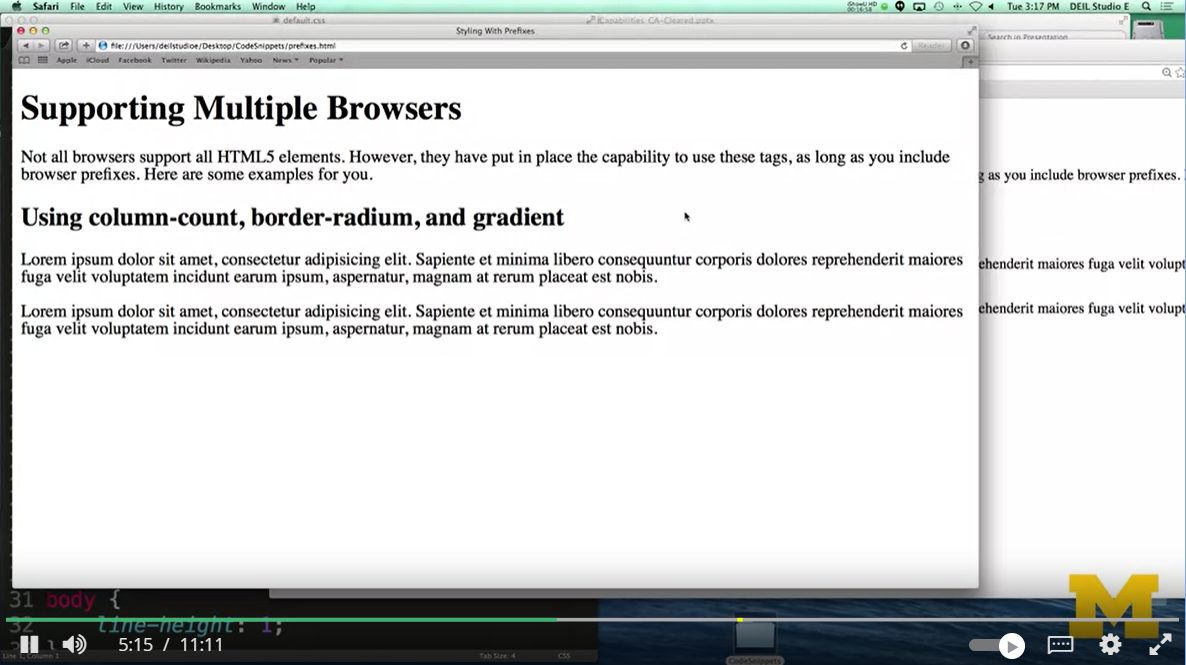 Safari File Edit View History Bookmarks Window Help
Tue 3:17 PM DEIL Studio E
default.css
iCapabilities_CA-Cleared.pptx
Styling With Prefixes
Search in Presentation
file:///Users/deilstudioe/Desktop/CodeSnippets/prefixes.html
Reader
Apple iCloud Facebook Twitter Wikipedia Yahoo News Popular
Supporting Multiple Browsers
Not all browsers support all HTML5 elements. However, they have put in place the capability to use these tags, as long as you include
browser prefixes. Here are some examples for you.
g as you include browser prefixes.
Using column-count, border-radium, and gradient
Lorem ipsum dolor sit amet, consectetur adipisicing elit. Sapiente et minima libero consequuntur corporis dolores reprehenderit maiores
fuga velit voluptatem incidunt earum ipsum, aspernatur, magnam at rerum placeat est nobis.
ehenderit maiores fuga velit volupt
Lorem ipsum dolor sit amet, consectetur adipisicing elit. Sapiente et minima libero consequuntur corporis dolores reprehenderit maiores
fuga velit voluptatem incidunt earum ipsum, aspernatur, magnam at rerum placeat est nobis.
ehenderit maiores fuga velit volupt
31 body {
32 line-height: 1;
M
5:15 / 11:11
Line 1, Column 1
Tab Size: 4
CSS
CodeSnippets